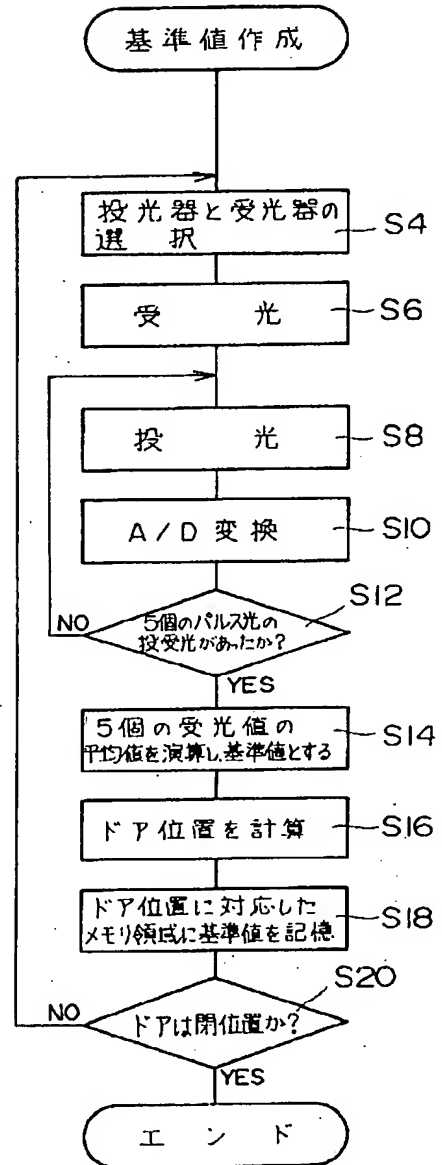 基準値作成
投光器と受光器の
選択
S4
受光
S6
投光
S8
A/D変換
S10
5個のパルス光の
投受光があったか?
S12
NO
YES
5個の受光値の
平均値を演算し、基準値とする
S14
ドア位置を計算
S16
ドア位置に対応した
メモリ領域に基準値を記憶
S18
ドアは閉位置か?
S20
NO
YES
エンド